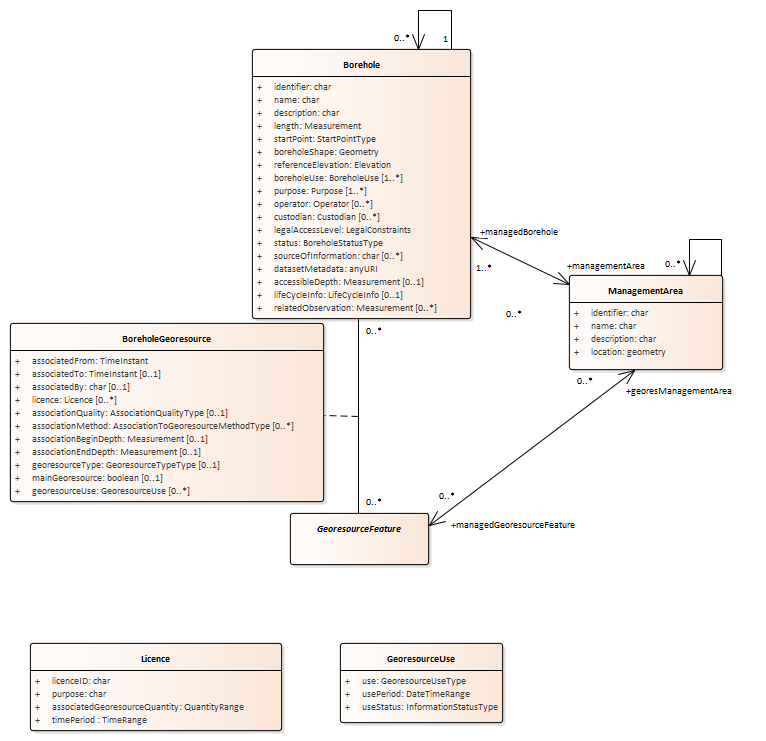 0..*
1
Borehole
+ identifier: char
+ name: char
+ description: char
+ length: Measurement
+ startPoint: StartPointType
+ boreholeShape: Geometry
+ referenceElevation: Elevation
+ boreholeUse: BoreholeUse [1..*]
+ purpose: Purpose [1..*]
+ operator: Operator [0..*]
+ custodian: Custodian [0..*]
+ legalAccessLevel: LegalConstraints
+ status: BoreholeStatusType
+ sourceOfInformation: char [0..*]
+ datasetMetadata: anyURI
+ accessibleDepth: Measurement [0..1]
+ lifeCycleInfo: LifeCycleInfo [0..1]
+ relatedObservation: Measurement [0..*]
+managedBorehole
1..*
+managementArea
0..*
0..*
ManagementArea
+ identifier: char
+ name: char
+ description: char
+ location: geometry
0..*
+georesManagementArea
0..*
BoreholeGeoresource
+ associatedFrom: TimeInstant
+ associatedTo: TimeInstant [0..1]
+ associatedBy: char [0..1]
+ licence: Licence [0..*]
+ associationQuality: AssociationQualityType [0..1]
+ associationMethod: AssociationToGeoresourceMethodType [0..*]
+ associationBeginDepth: Measurement [0..1]
+ associationEndDepth: Measurement [0..1]
+ georesourceType: GeoresourceTypeType [0..1]
+ mainGeoresource: boolean [0..1]
+ georesourceUse: GeoresourceUse [0..*]
0..*
0..*
+managedGeoresourceFeature
GeoresourceFeature
Licence
+ licenceID: char
+ purpose: char
+ associatedGeoresourceQuantity: QuantityRange
+ timePeriod : TimeRange
GeoresourceUse
+ use: GeoresourceUseType
+ usePeriod: DateTimeRange
+ useStatus: InformationStatusType